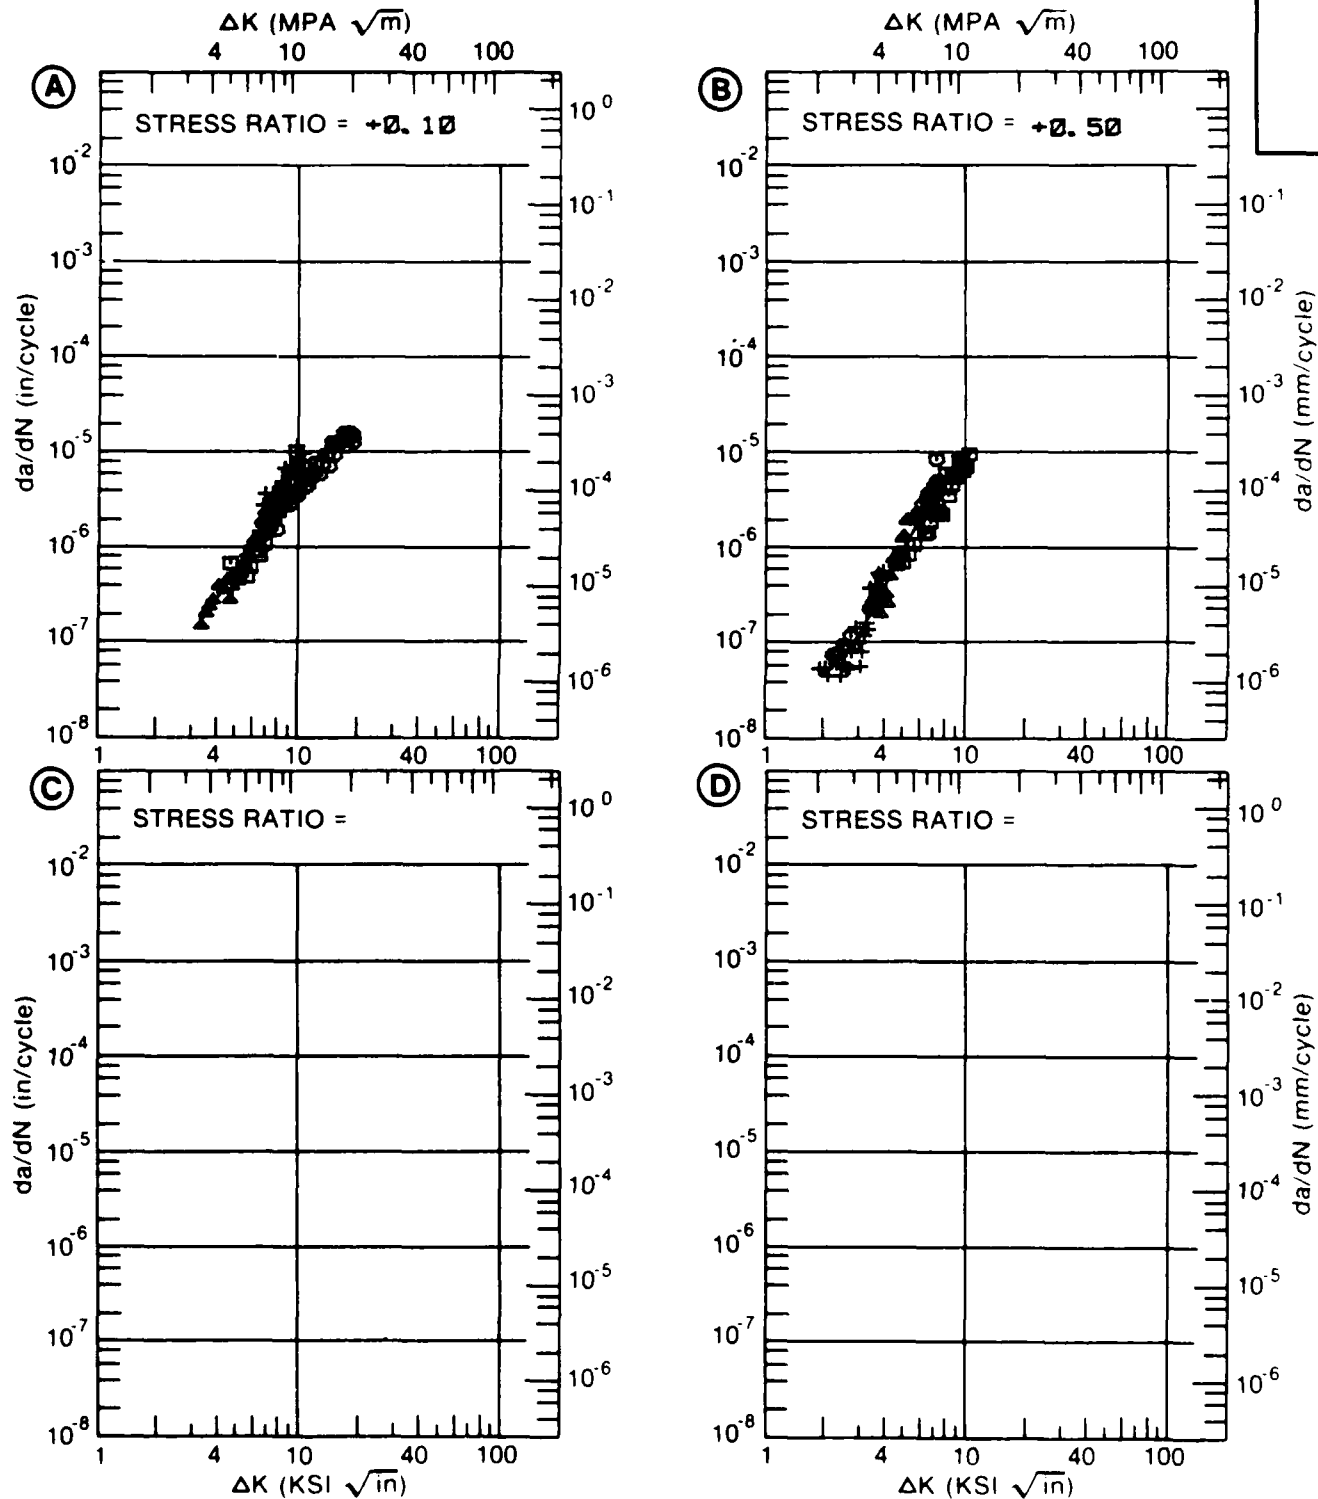 ΔK (MPA √m) ΔK (MPA √m)
4 10 40 100 4 10 40 100
A B
STRESS RATIO = +0.10 STRESS RATIO = +0.50
10^0
10^-2 10^-2
10^-1 10^-1
10^-3 10^-3
10^-2 10^-2
da/dN (in/cycle) da/dN (mm/cycle)
10^-4 10^-4
10^-3 10^-3
10^-5 10^-5
10^-4 10^-4
10^-6 10^-6
10^-5 10^-5
10^-7 10^-7
10^-6 10^-6
10^-8 10^-8
1 4 10 40 100 1 4 10 40 100
C D
STRESS RATIO = STRESS RATIO =
10^0 10^0
10^-2 10^-2
10^-1 10^-1
10^-3 10^-3
10^-2 10^-2
da/dN (in/cycle) da/dN (mm/cycle)
10^-4 10^-4
10^-3 10^-3
10^-5 10^-5
10^-4 10^-4
10^-6 10^-6
10^-5 10^-5
10^-7 10^-7
10^-6 10^-6
10^-8 10^-8
1 4 10 40 100 1 4 10 40 100
ΔK (KSI √in) ΔK (KSI √in)